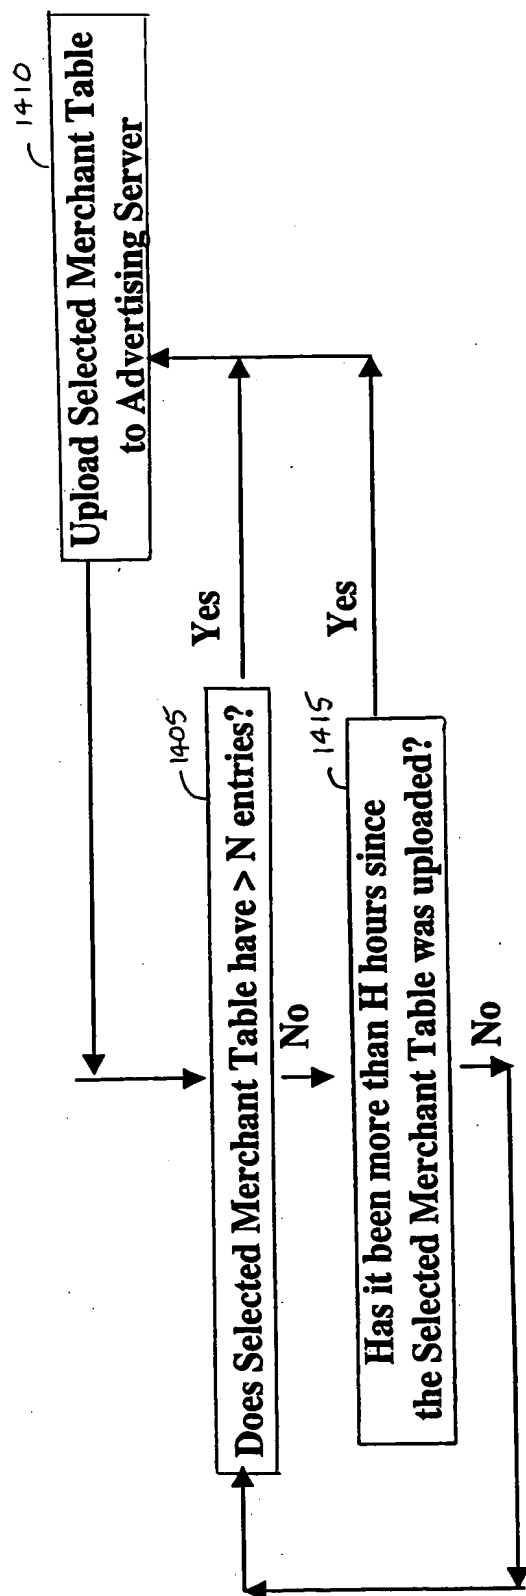 1410
Upload Selected Merchant Table
to Advertising Server
1405
Does Selected Merchant Table have > N entries?
Yes
No
1415
Has it been more than H hours since
the Selected Merchant Table was uploaded?
Yes
No